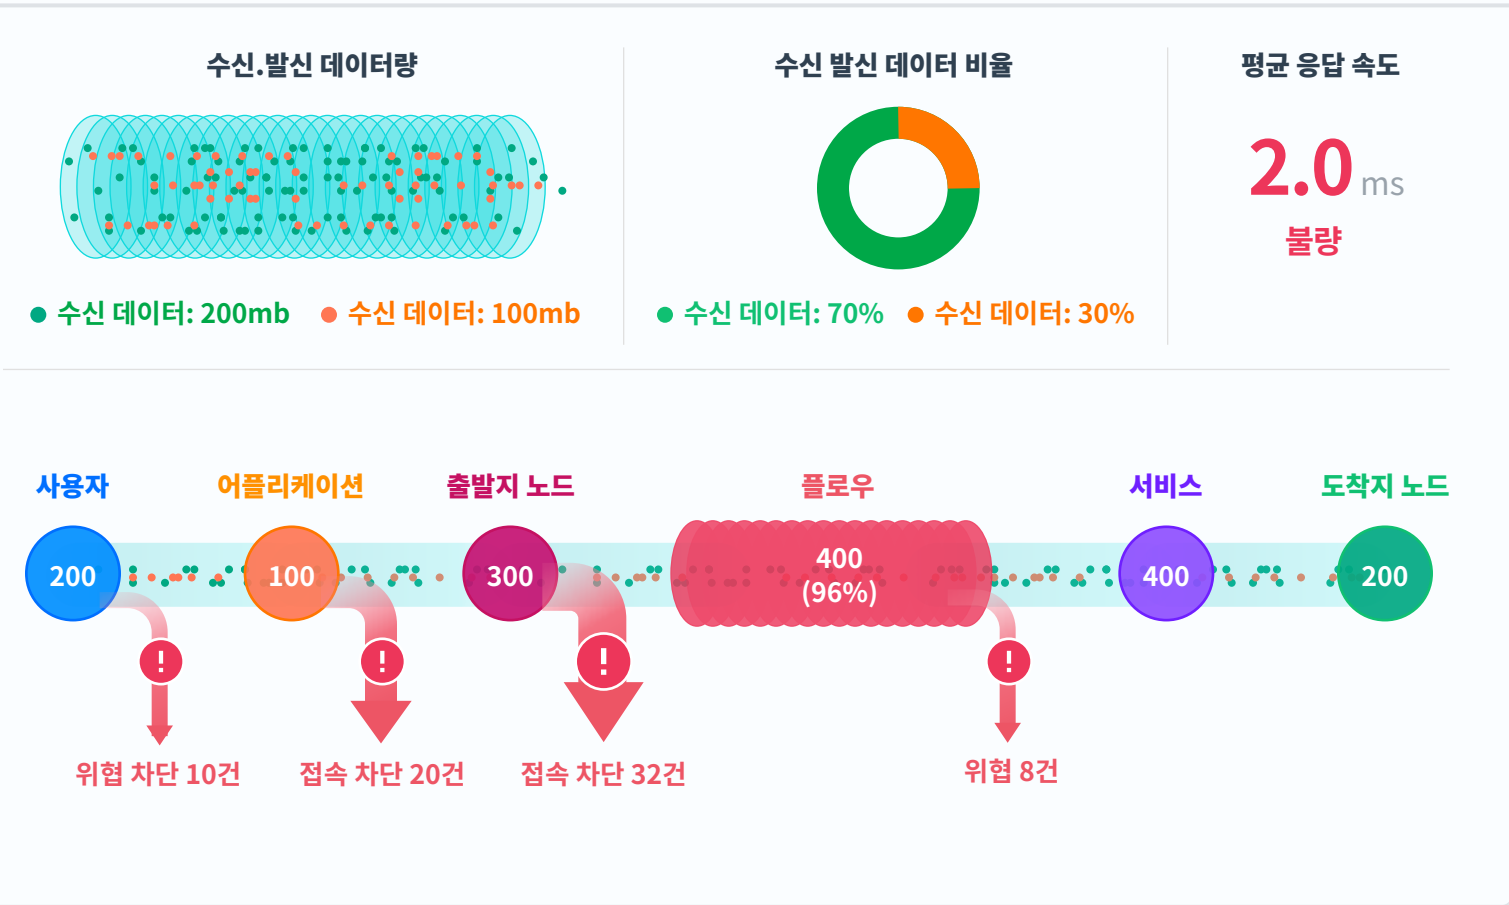 수신.발신 데이터량
수신 발신 데이터 비율
평균 응답 속도
2.0 ms
불량
수신 데이터: 200mb
수신 데이터: 100mb
수신 데이터: 70%
수신 데이터: 30%
사용자
어플리케이션
출발지 노드
플로우
서비스
도착지 노드
200
100
300
400
(96%)
400
200
!
!
!
!
위협 차단 10건
접속 차단 20건
접속 차단 32건
위협 8건